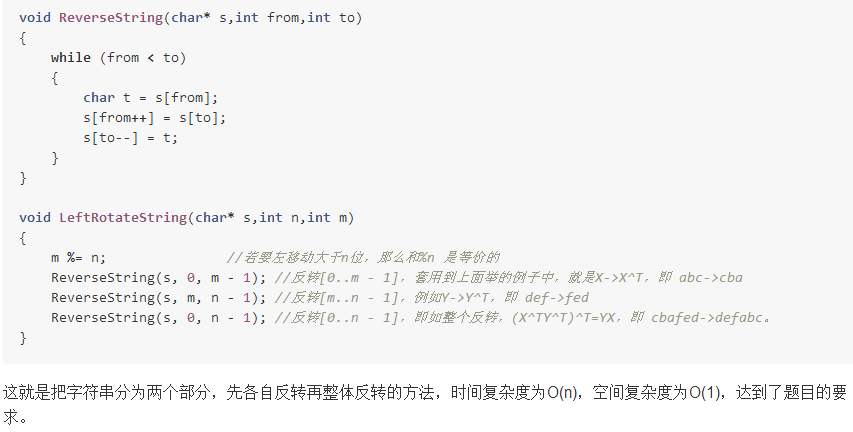 void ReverseString(char* s,int from,int to)
{
    while (from < to)
    {
        char t = s[from];
        s[from++] = s[to];
        s[to--] = t;
    }
}

void LeftRotateString(char* s,int n,int m)
{
    m %= n;               //若要左移动大于n位，那么和%n 是等价的
    ReverseString(s, 0, m - 1); //反转[0..m - 1]，套用到上面举的例子中，就是X->X^T，即 abc->cba
    ReverseString(s, m, n - 1); //反转[m..n - 1]，例如Y->Y^T，即 def->fed
    ReverseString(s, 0, n - 1); //反转[0..n - 1]，即如整个反转，(X^TY^T)^T=YX，即 cbafed->defabc。
}
这就是把字符串分为两个部分，先各自反转再整体反转的方法，时间复杂度为O(n)，空间复杂度为O(1)，达到了题目的要
求。